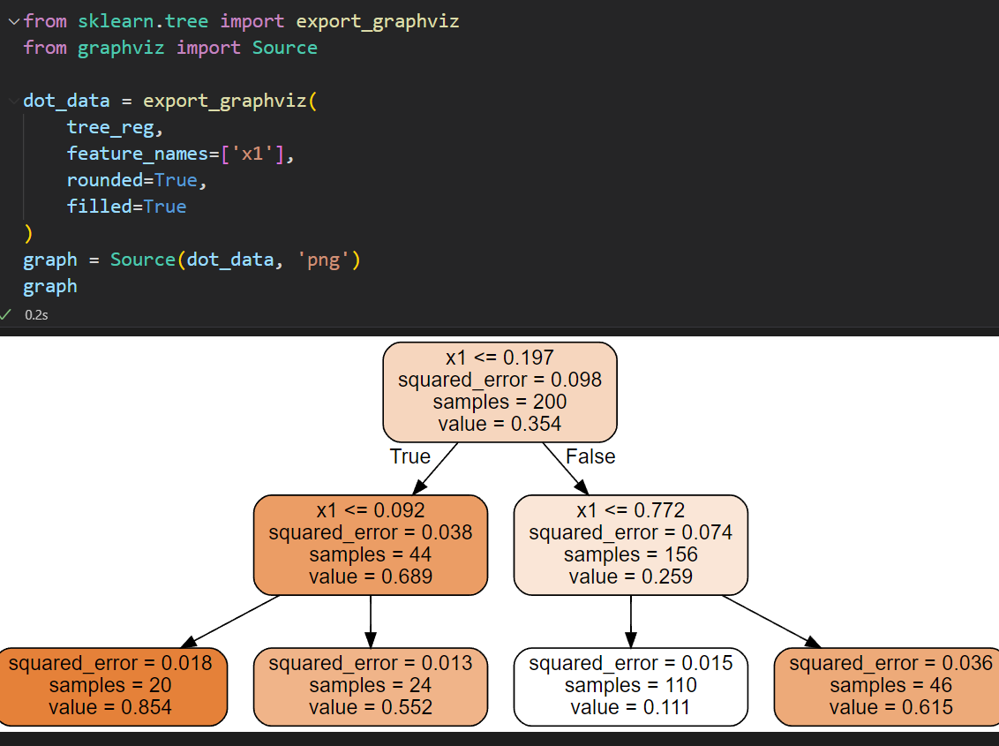 from sklearn.tree import export_graphviz
from graphviz import Source
dot_data = export_graphviz(
    tree_reg,
    feature_names=['x1'],
    rounded=True,
    filled=True
)
graph = Source(dot_data, 'png')
graph
0.2s
x1 <= 0.197
squared_error = 0.098
samples = 200
value = 0.354
True
False
x1 <= 0.092
squared_error = 0.038
samples = 44
value = 0.689
x1 <= 0.772
squared_error = 0.074
samples = 156
value = 0.259
squared_error = 0.018
samples = 20
value = 0.854
squared_error = 0.013
samples = 24
value = 0.552
squared_error = 0.015
samples = 110
value = 0.111
squared_error = 0.036
samples = 46
value = 0.615